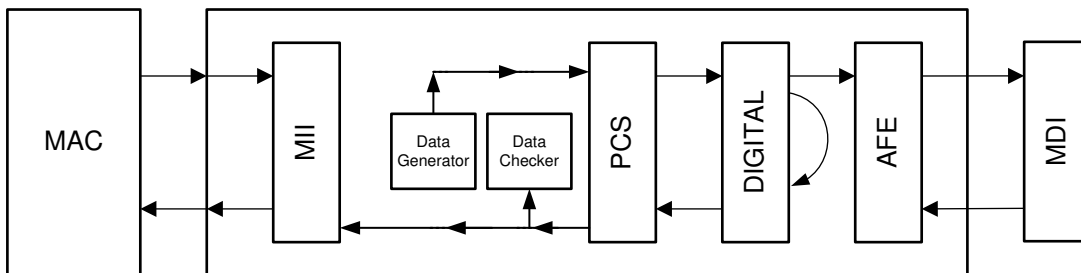 MAC
MII
Data
Generator
Data
Checker
PCS
DIGITAL
AFE
MDI